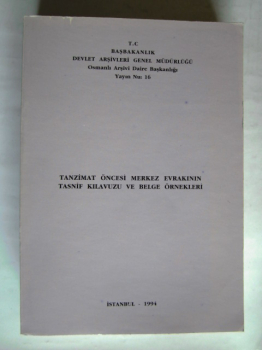 T.C
BAŞBAKANLIK
DEVLET ARŞİVLERİ GENEL MÜDÜRLÜĞÜ
Osmanlı Arşivi Daire Başkanlığı
Yayın Nu: 16
TANZİMAT ÖNCESİ MERKEZ EVRAKININ
TASNİF KILAVUZU VE BELGE ÖRNEKLERİ
İSTANBUL - 1994